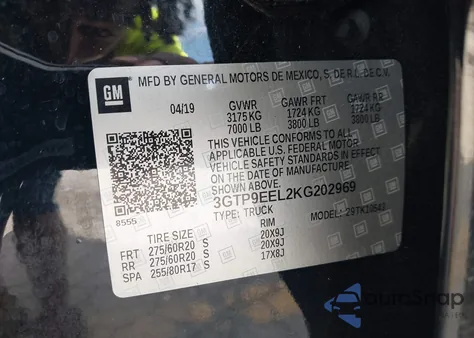 GM
MFD BY GENERAL MOTORS DE MEXICO, S. DE R.L. DE C.V.
04/19 GVWR GAWR FRT GAWR RR
3175 KG 1724 KG 1724 KG
7000 LB 3800 LB 3800 LB
THIS VEHICLE CONFORMS TO ALL
APPLICABLE U.S. FEDERAL MOTOR
VEHICLE SAFETY STANDARDS IN
EFFECT ON THE DATE OF
MANUFACTURE SHOWN ABOVE.
3GTP9EEL2KG202969
8555 TYPE: TRUCK MODEL: 29TK10543
TIRE SIZE RIM
FRT 275/60R20 S 20X9J
RR 275/60R20 S 20X9J
SPA 255/80R17 S 17X8J
AutoSnap